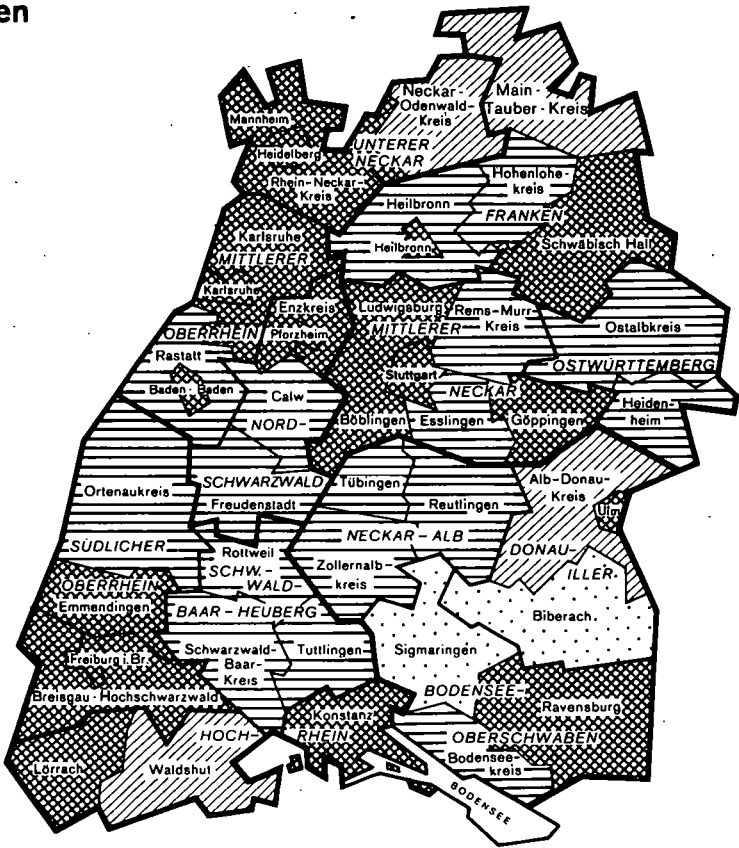 en
Neckar-
Odenwald-
Kreis
Main-
Tauber-Kreis
Mannheim
Heidelberg
UNTERER
NECKAR
Rhein-Neckar-
Kreis
Hohenlohe-
kreis
Heilbronn
FRANKEN
Heilbronn
Schwäbisch Hall
Karlsruhe
MITTLERER
Karlsruhe
Enzkreis
Pforzheim
Ludwigsburg
MITTLERER
Rems-Murr-
Kreis
Ostalbkreis
OBERRHEIN
Rastatt
OSTWÜRTTEMBERG
Baden-Baden
Calw
NORD-
Stuttgart
NECKAR
Böblingen
Esslingen
Göppingen
Heiden-
heim
Ortenaukreis
SCHWARZWALD
Freudenstadt
Tübingen
Reutlingen
Alb-Donau-
Kreis
Ulm
SÜDLICHER
Rottweil
SCHW.
WALD-
NECKAR-ALB
Zollernalb-
kreis
DONAU-
ILLER-
OBERRHEIN
Emmendingen
BAAR-HEUBERG
Biberach
Freiburg i. Br.
Schwarzwald-
Baar-
Kreis
Tuttlingen
Sigmaringen
Breisgau-Hochschwarzwald
BODENSEE-
Ravensburg
HOCH-
Konstanz
RHEIN
OBERSCHWABEN
Bodensee-
kreis
Lörrach
Waldshut
BODENSEE